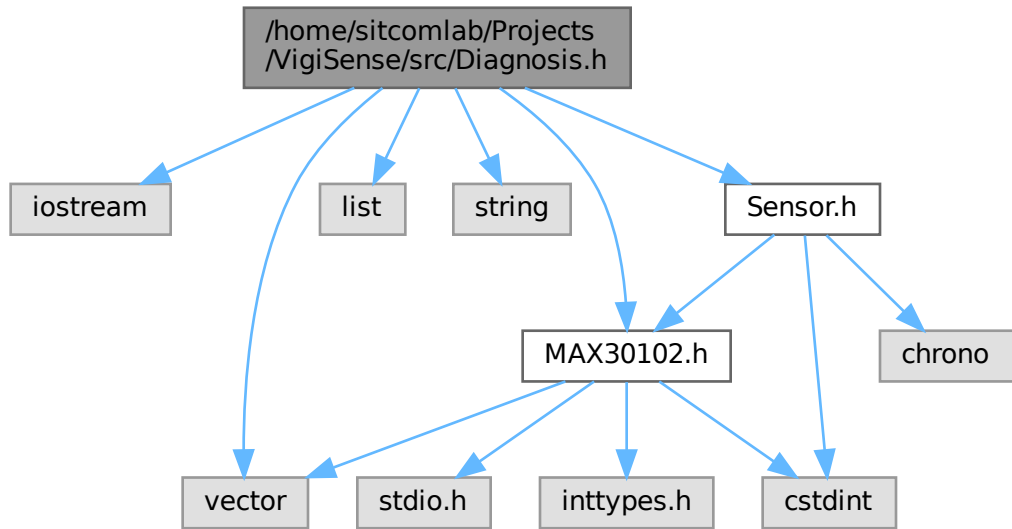 /home/sitcomlab/Projects
/VigiSense/src/Diagnosis.h
iostream
list
string
Sensor.h
MAX30102.h
chrono
vector
stdio.h
inttypes.h
cstdint